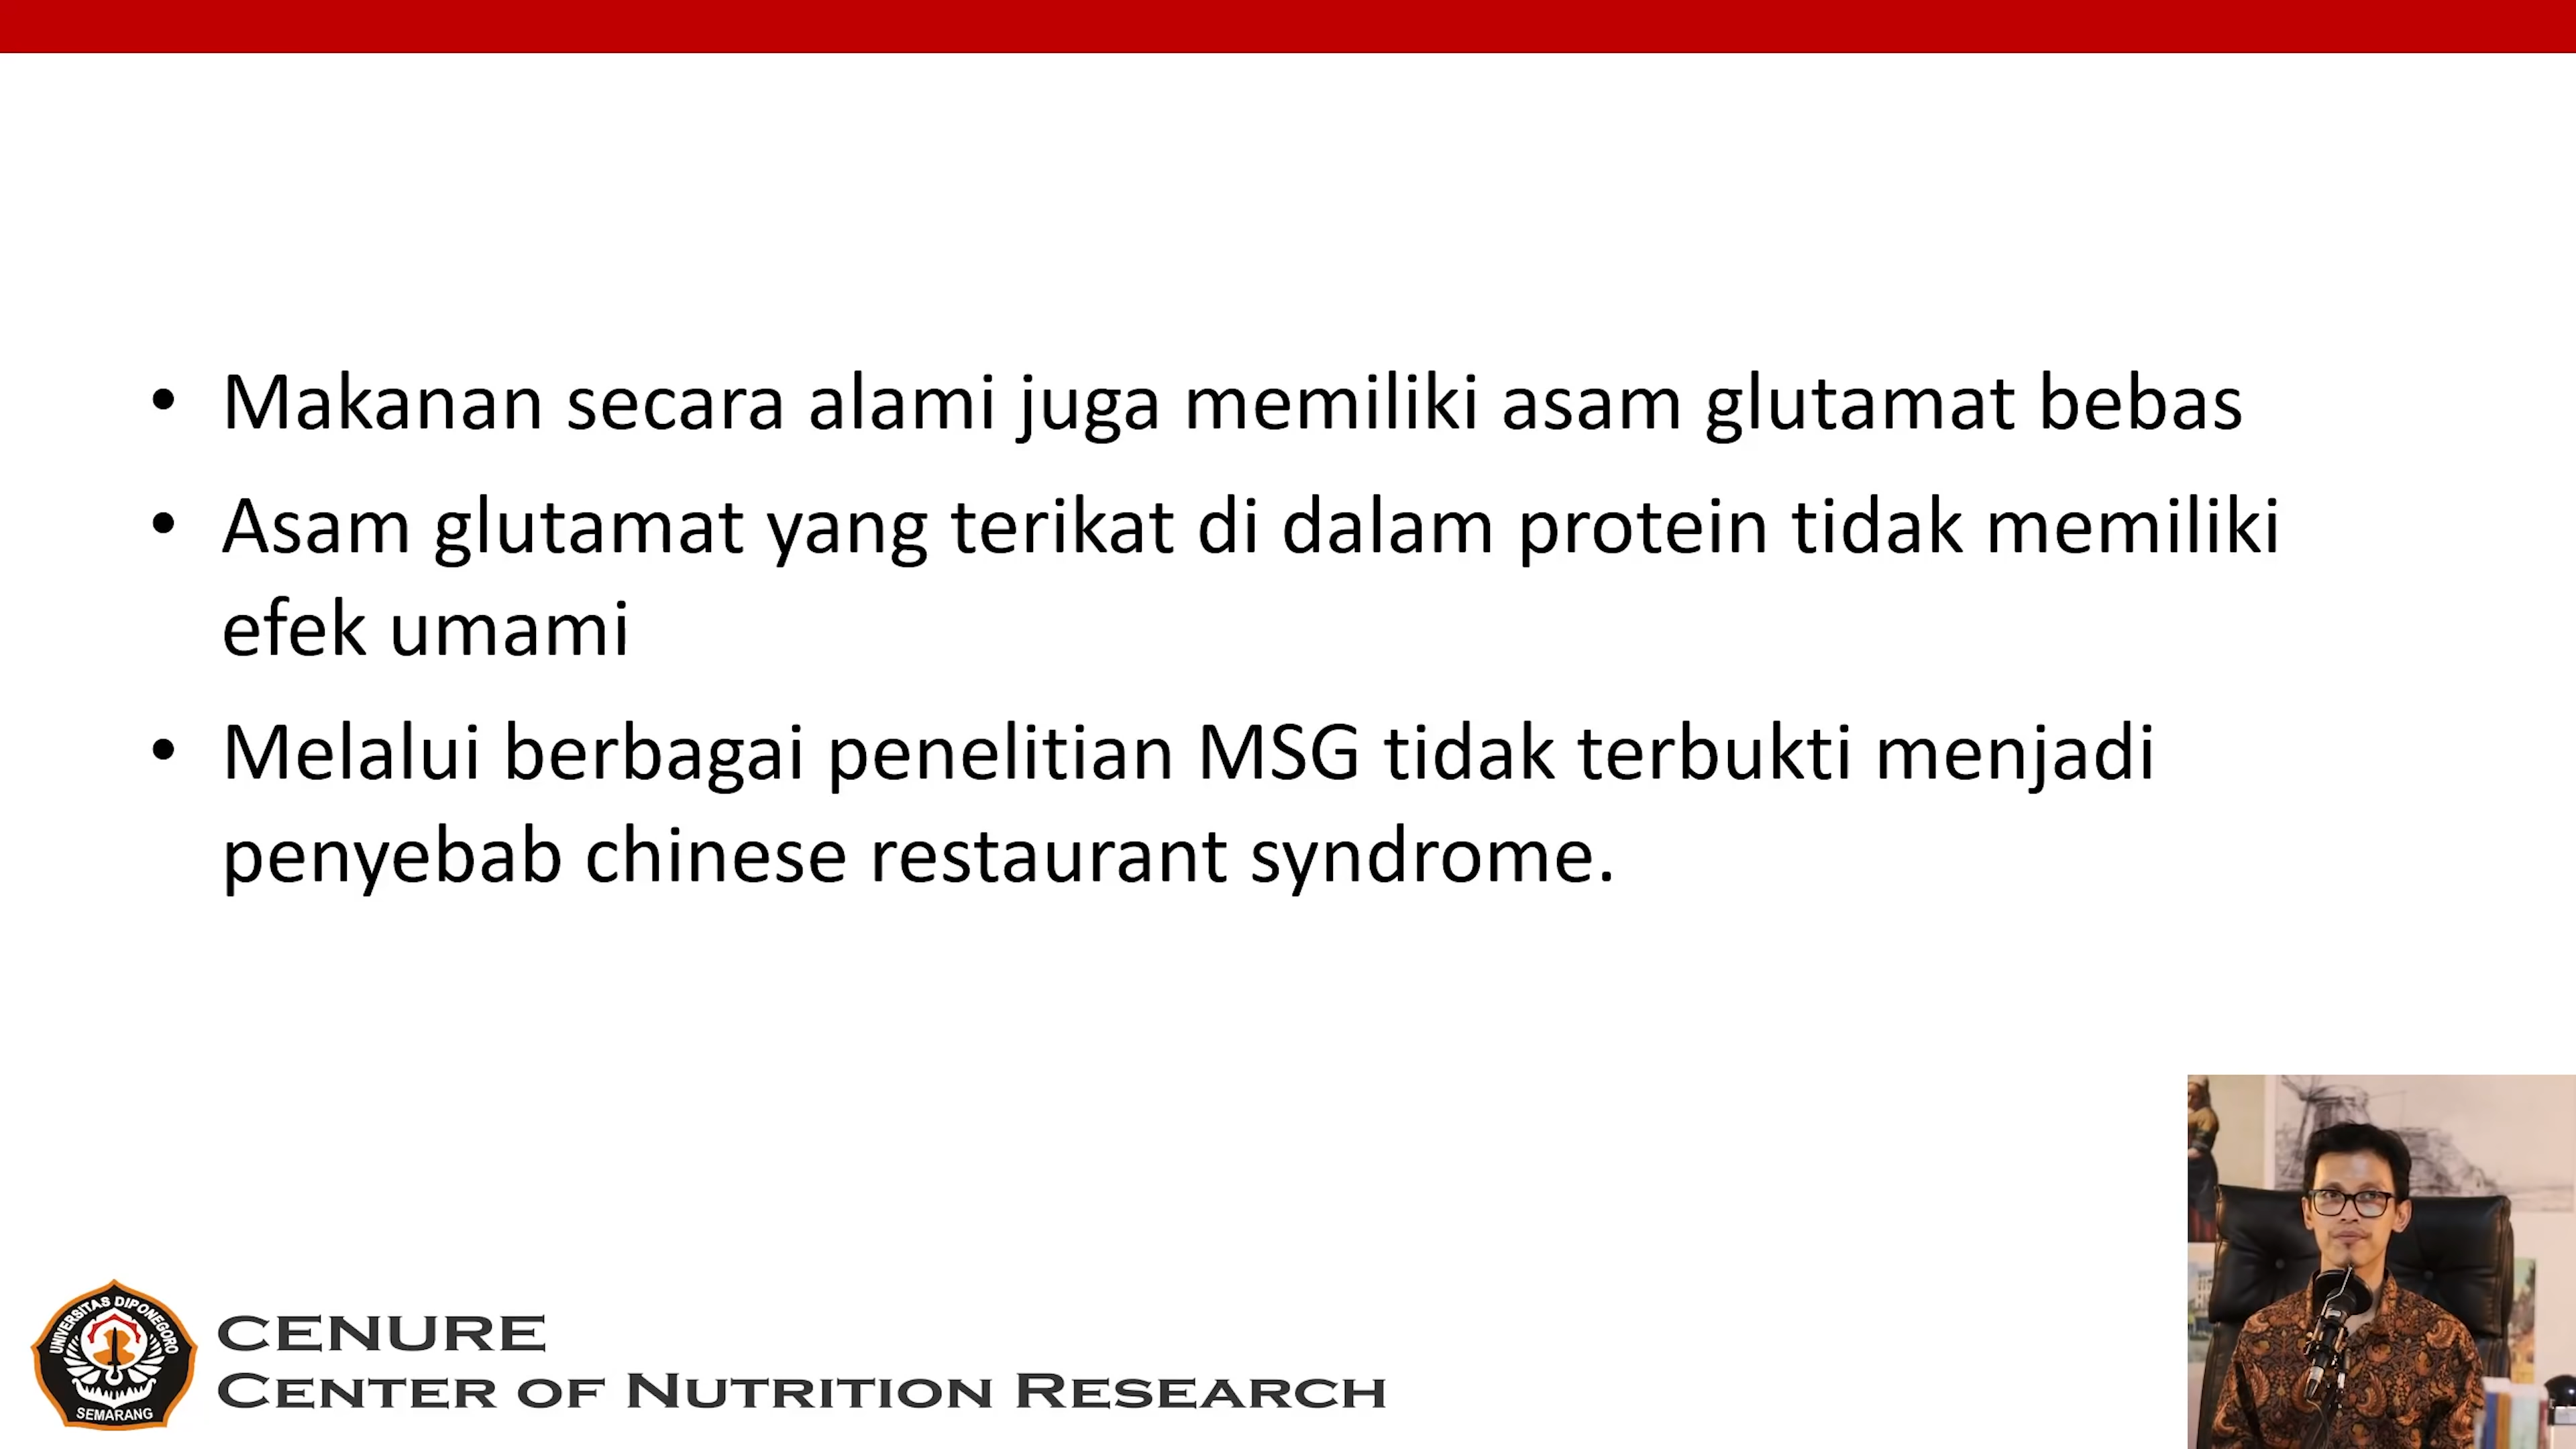 • Makanan secara alami juga memiliki asam glutamat bebas
• Asam glutamat yang terikat di dalam protein tidak memiliki
efek umami
• Melalui berbagai penelitian MSG tidak terbukti menjadi
penyebab chinese restaurant syndrome.
UNIVERSITAS DIPONEGORO
SEMARANG
CENURE
CENTER OF NUTRITION RESEARCH